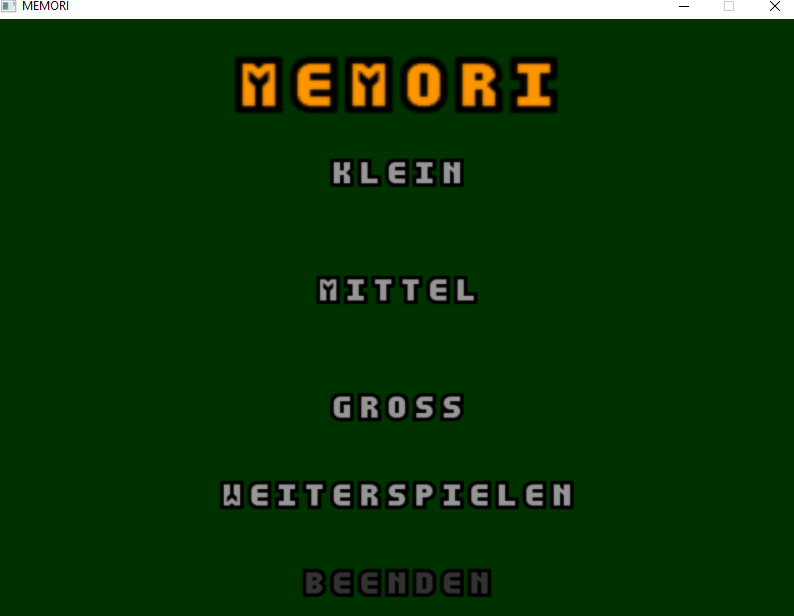 MEMORI
MEMORI
KLEIN
MITTEL
GROSS
WEITERSPIELEN
BEENDEN